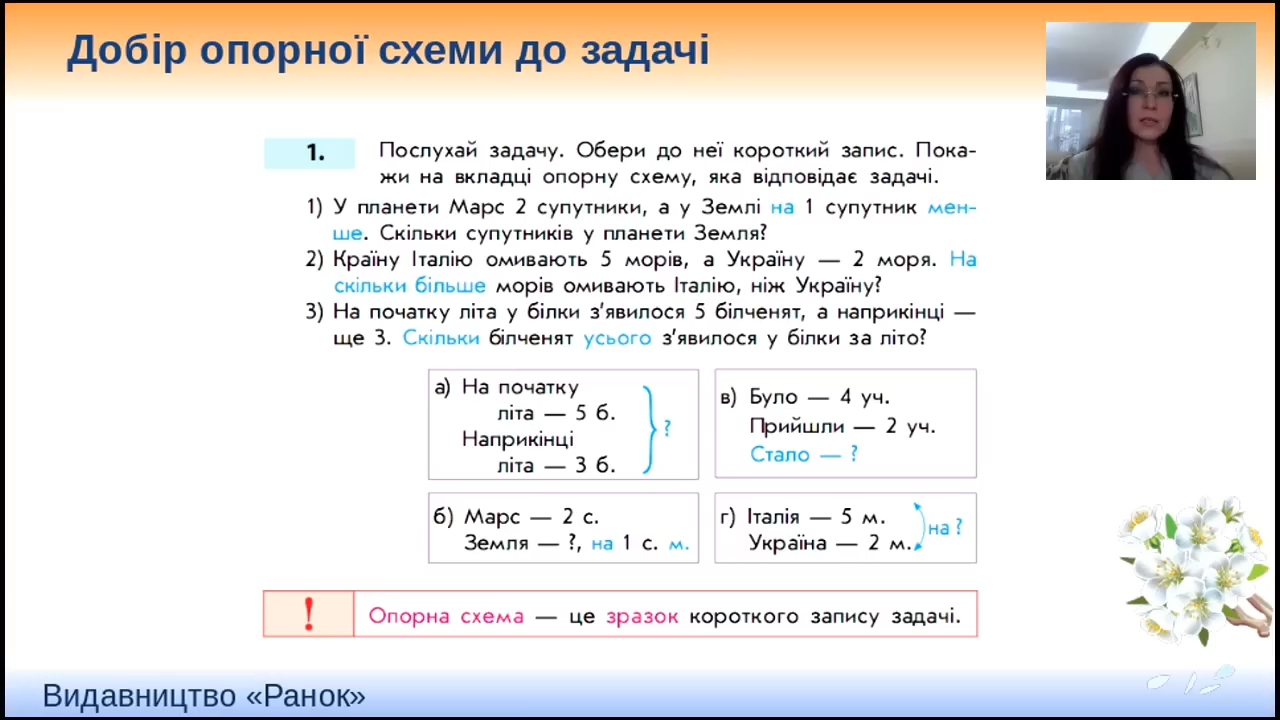 Добір опорної схеми до задачі
1. Послухай задачу. Обери до неї короткий запис. Пока-
жи на вкладці опорну схему, яка відповідає задачі.
1) У планети Марс 2 супутники, а у Землі на 1 супутник мен-
ше. Скільки супутників у планети Земля?
2) Країну Італію омивають 5 морів, а Україну — 2 моря. На
скільки більше морів омивають Італію, ніж Україну?
3) На початку літа у білки з’явилося 5 білченят, а наприкінці —
ще 3. Скільки білченят усього з’явилося у білки за літо?
а) На початку
літа — 5 б.
Наприкінці
літа — 3 б.
?
в) Було — 4 уч.
Прийшли — 2 уч.
Стало — ?
б) Марс — 2 с.
Земля — ?, на 1 с. м.
г) Італія — 5 м.
Україна — 2 м.
на ?
! Опорна схема — це зразок короткого запису задачі.
Видавництво «Ранок»